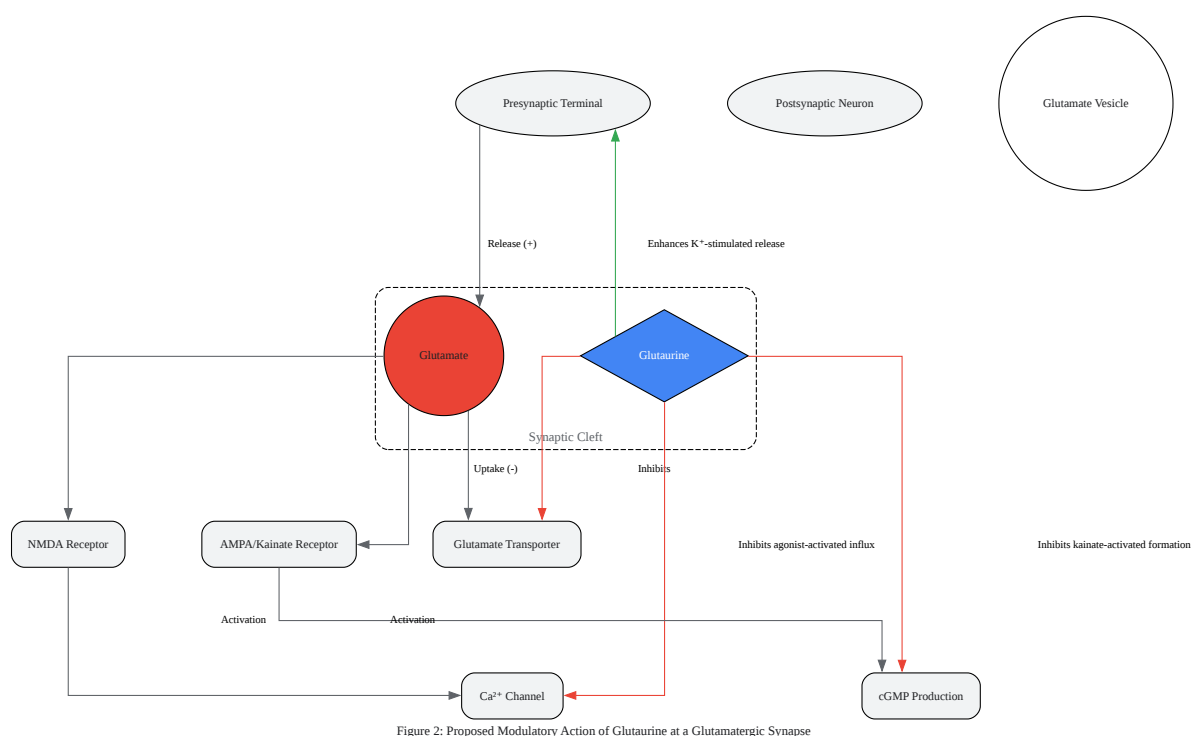 Presynaptic Terminal
Postsynaptic Neuron
Glutamate Vesicle
Release (+)
Enhances K⁺-stimulated release
Glutamate
Glutaurine
Synaptic Cleft
Uptake (-)
Inhibits
NMDA Receptor
AMPA/Kainate Receptor
Glutamate Transporter
Inhibits agonist-activated influx
Inhibits kainate-activated formation
Activation
Activation
Ca²⁺ Channel
cGMP Production
Figure 2: Proposed Modulatory Action of Glutaurine at a Glutamatergic Synapse